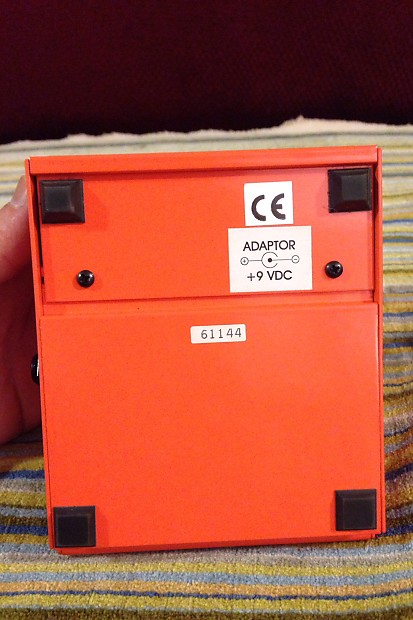 CE
ADAPTOR
+ -
+9 VDC
61144